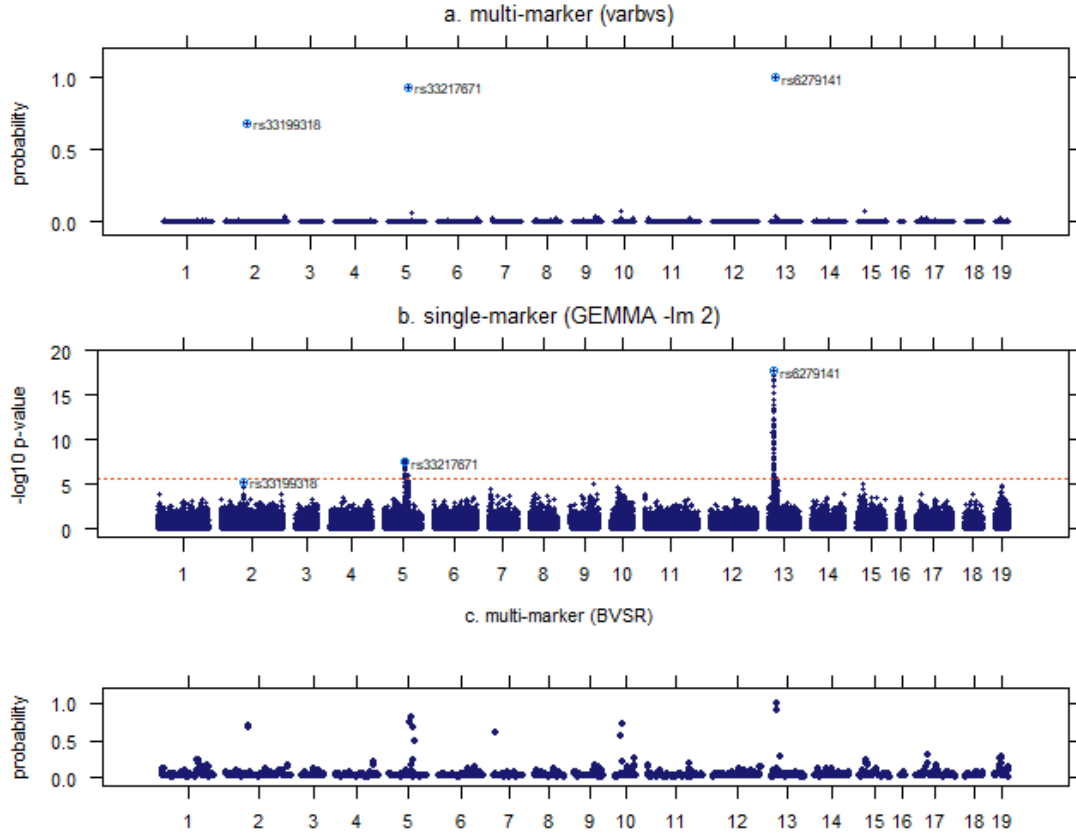 a. multi-marker (varbvs)
probability
1.0
0.5
0.0
rs33199318
rs33217671
rs6279141
1 2 3 4 5 6 7 8 9 10 11 12 13 14 15 16 17 18 19
b. single-marker (GEMMA -lm 2)
-log10 p-value
20
15
10
5
0
rs33199318
rs33217671
rs6279141
1 2 3 4 5 6 7 8 9 10 11 12 13 14 15 16 17 18 19
c. multi-marker (BVSR)
probability
1.0
0.5
0.0
1 2 3 4 5 6 7 8 9 10 11 12 13 14 15 16 17 18 19